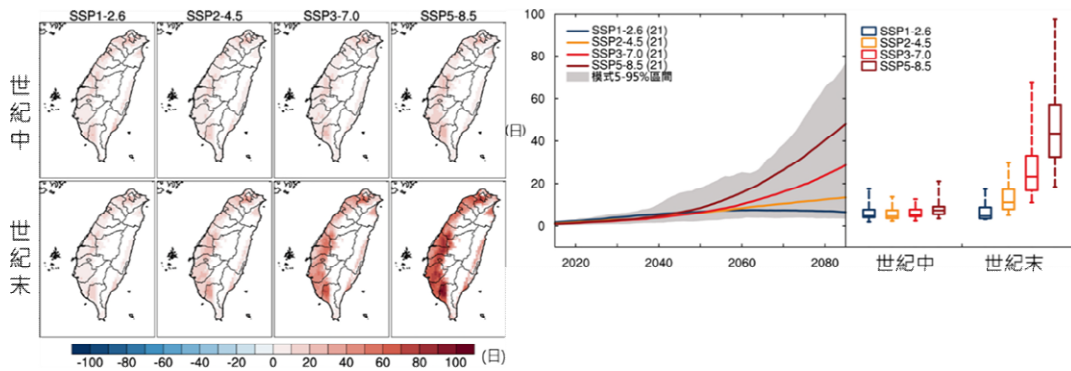 SSP1-2.6 SSP2-4.5 SSP3-7.0 SSP5-8.5
世紀中
世紀末
-100 -80 -60 -40 -20 0 20 40 60 80 100 (日)
(日)
100
80
60
40
20
0
SSP1-2.6 (21)
SSP2-4.5 (21)
SSP3-7.0 (21)
SSP5-8.5 (21)
模式5-95%區間
2020 2040 2060 2080
SSP1-2.6
SSP2-4.5
SSP3-7.0
SSP5-8.5
世紀中 世紀末